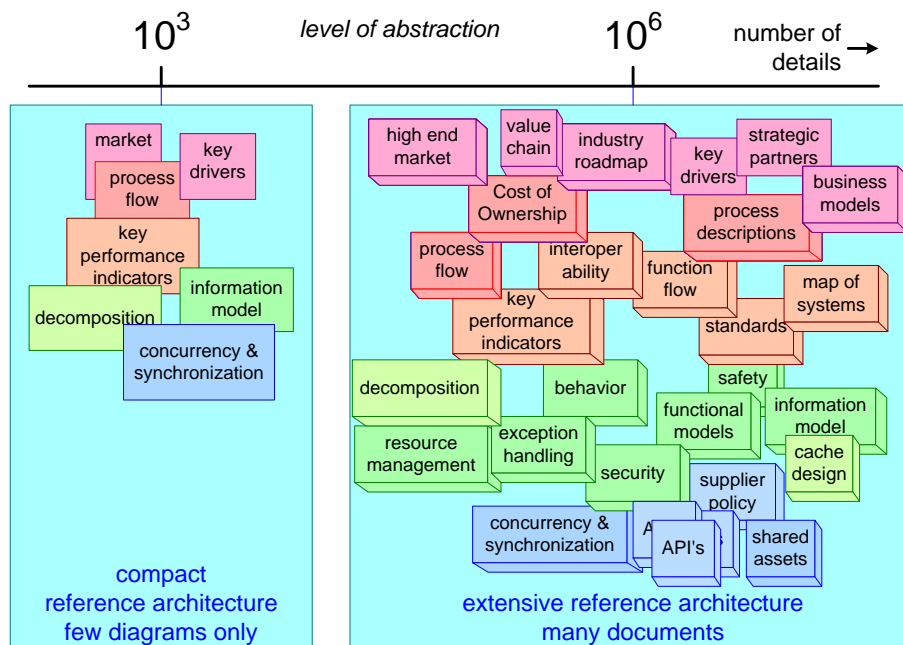 10³
level of abstraction
10⁶
number of
details
market
key
drivers
process
flow
key
performance
indicators
information
model
decomposition
concurrency &
synchronization
compact
reference architecture
few diagrams only
high end
market
value
chain
industry
roadmap
key
drivers
strategic
partners
business
models
Cost of
Ownership
process
descriptions
process
flow
interoper
ability
function
flow
map of
systems
key
performance
indicators
standards
decomposition
behavior
safety
functional
models
information
model
resource
management
exception
handling
security
cache
design
supplier
policy
concurrency &
synchronization
API's
shared
assets
extensive reference architecture
many documents